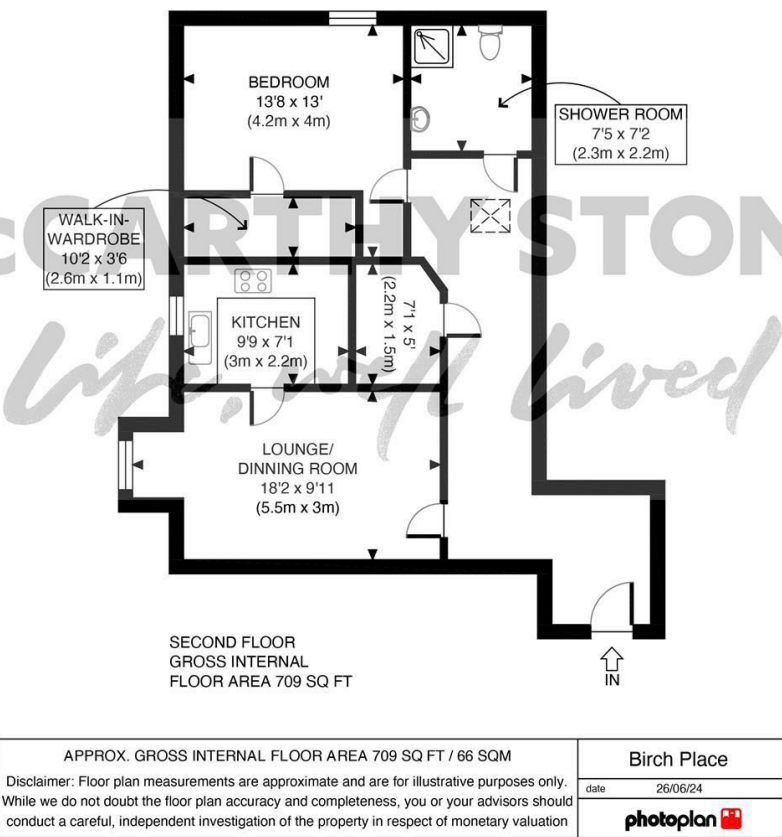 BEDROOM
13'8 x 13'
(4.2m x 4m)
SHOWER ROOM
7'5 x 7'2
(2.3m x 2.2m)
McCARTHY STONE
WALK-IN-
WARDROBE
10'2 x 3'6
(2.6m x 1.1m)
KITCHEN
9'9 x 7'1
(3m x 2.2m)
7'1 x 5'
(2.2m x 1.5m)
Life, well lived
LOUNGE/
DINNING ROOM
18'2 x 9'11
(5.5m x 3m)
SECOND FLOOR
GROSS INTERNAL
FLOOR AREA 709 SQ FT
IN
APPROX. GROSS INTERNAL FLOOR AREA 709 SQ FT / 66 SQM
Disclaimer: Floor plan measurements are approximate and are for illustrative purposes only.
While we do not doubt the floor plan accuracy and completeness, you or your advisors should
conduct a careful, independent investigation of the property in respect of monetary valuation
Birch Place
date 26/06/24
photoplan